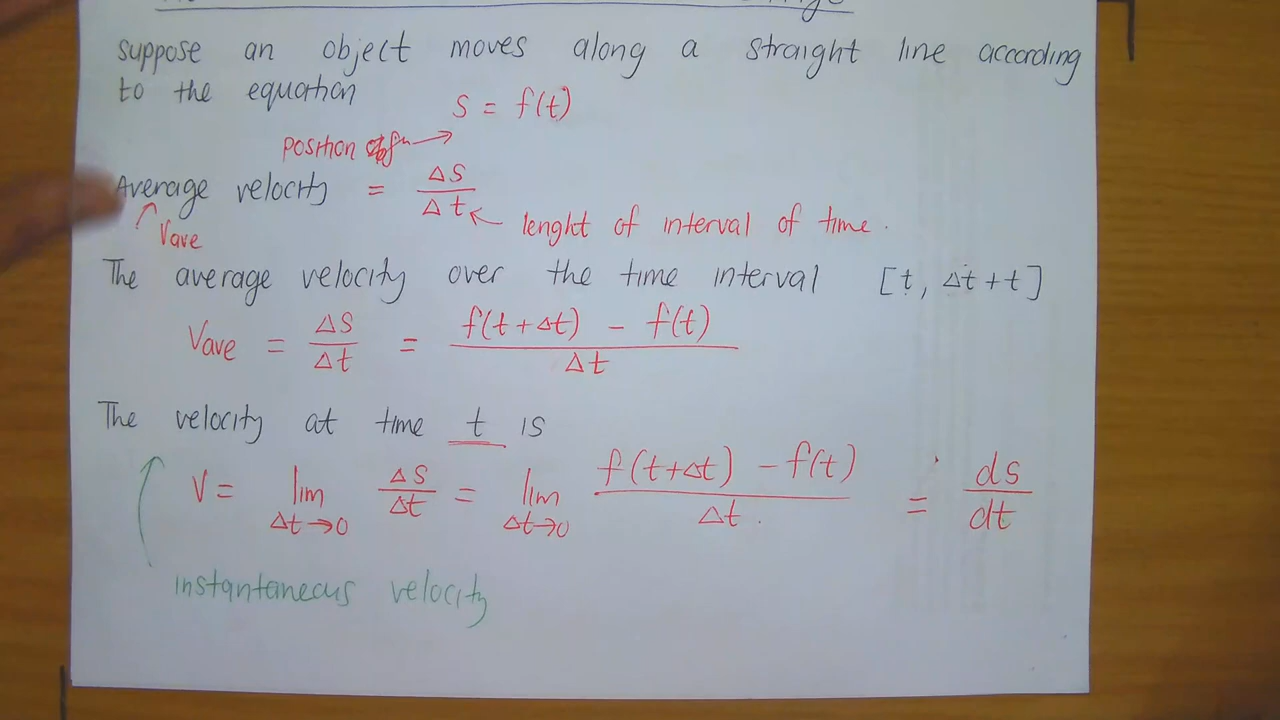 suppose an object moves along a straight line according
to the equation
s = f(t)
position fn →
Average velocity = Δs/Δt ← lenght of interval of time.
Vave
The average velocity over the time interval [t, Δt+t]
Vave = Δs/Δt = f(t+Δt) - f(t)/Δt
The velocity at time t is
V = lim Δt→0 Δs/Δt = lim Δt→0 f(t+Δt) - f(t)/Δt = ds/dt
instantaneous velocity